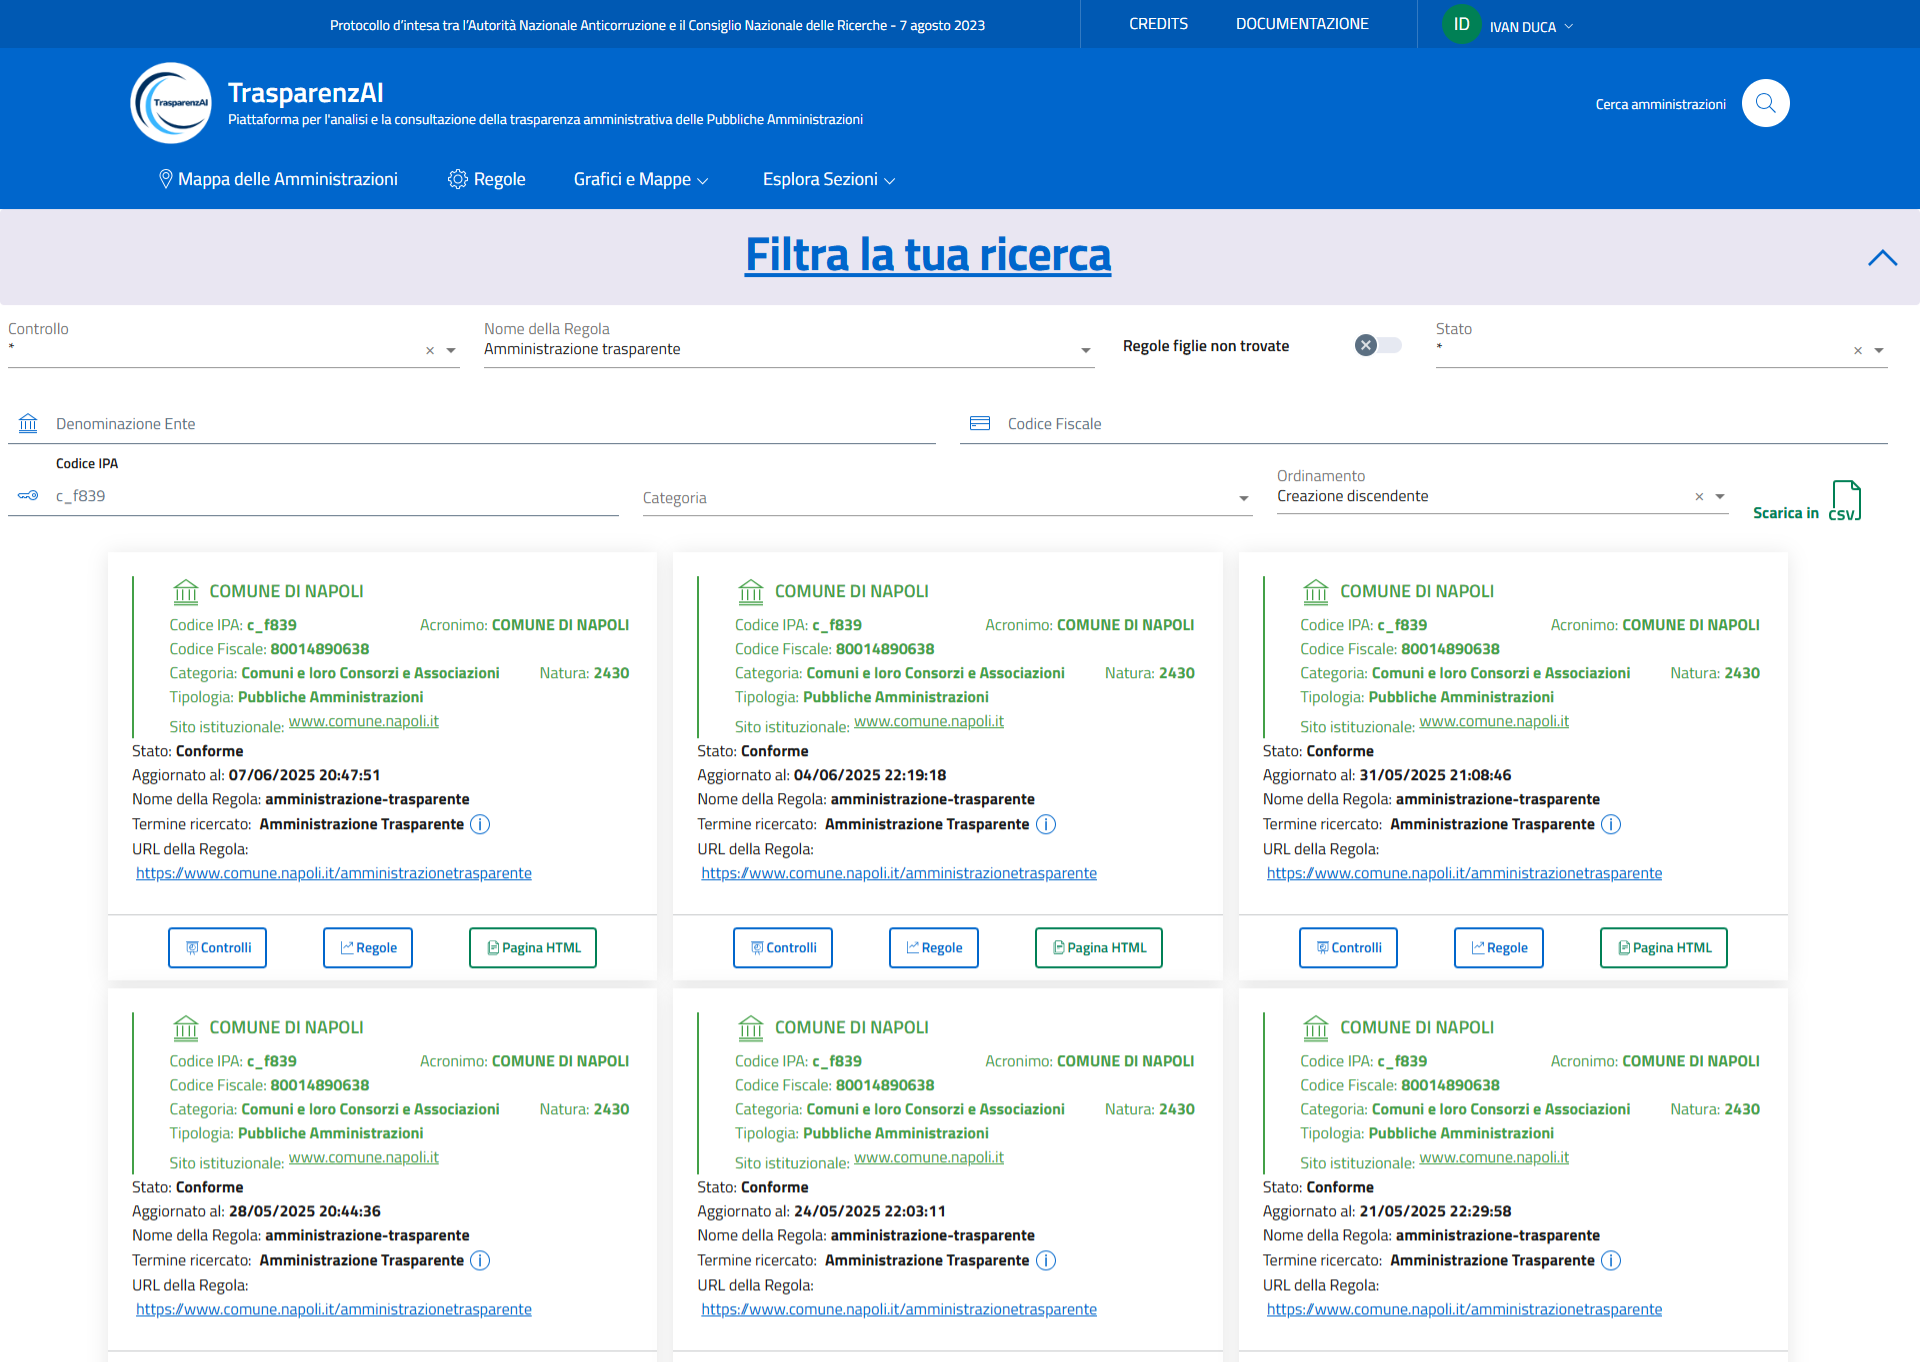 Protocollo d'intesa tra l'Autorità Nazionale Anticorruzione e il Consiglio Nazionale delle Ricerche - 7 agosto 2023
CREDITS
DOCUMENTAZIONE
ID IVAN DUCA
TrasparenzAI
TrasparenzAI
Piattaforma per l'analisi e la consultazione della trasparenza amministrativa delle Pubbliche Amministrazioni
Cerca amministrazioni
Mappa delle Amministrazioni
Regole
Grafici e Mappe
Esplora Sezioni
Filtra la tua ricerca
Controllo
*
Nome della Regola
Amministrazione trasparente
Regole figlie non trovate
Stato
*
Denominazione Ente
Codice Fiscale
Codice IPA
c_f839
Categoria
Ordinamento
Creazione discendente
Scarica in CSV
COMUNE DI NAPOLI
Codice IPA: c_f839 Acronimo: COMUNE DI NAPOLI
Codice Fiscale: 80014890638
Categoria: Comuni e loro Consorzi e Associazioni Natura: 2430
Tipologia: Pubbliche Amministrazioni
Sito istituzionale: www.comune.napoli.it
Stato: Conforme
Aggiornato al: 07/06/2025 20:47:51
Nome della Regola: amministrazione-trasparente
Termine ricercato: Amministrazione Trasparente
URL della Regola:
https://www.comune.napoli.it/amministrazionetrasparente
Controlli Regole Pagina HTML
COMUNE DI NAPOLI
Codice IPA: c_f839 Acronimo: COMUNE DI NAPOLI
Codice Fiscale: 80014890638
Categoria: Comuni e loro Consorzi e Associazioni Natura: 2430
Tipologia: Pubbliche Amministrazioni
Sito istituzionale: www.comune.napoli.it
Stato: Conforme
Aggiornato al: 04/06/2025 22:19:18
Nome della Regola: amministrazione-trasparente
Termine ricercato: Amministrazione Trasparente
URL della Regola:
https://www.comune.napoli.it/amministrazionetrasparente
Controlli Regole Pagina HTML
COMUNE DI NAPOLI
Codice IPA: c_f839 Acronimo: COMUNE DI NAPOLI
Codice Fiscale: 80014890638
Categoria: Comuni e loro Consorzi e Associazioni Natura: 2430
Tipologia: Pubbliche Amministrazioni
Sito istituzionale: www.comune.napoli.it
Stato: Conforme
Aggiornato al: 31/05/2025 21:08:46
Nome della Regola: amministrazione-trasparente
Termine ricercato: Amministrazione Trasparente
URL della Regola:
https://www.comune.napoli.it/amministrazionetrasparente
Controlli Regole Pagina HTML
COMUNE DI NAPOLI
Codice IPA: c_f839 Acronimo: COMUNE DI NAPOLI
Codice Fiscale: 80014890638
Categoria: Comuni e loro Consorzi e Associazioni Natura: 2430
Tipologia: Pubbliche Amministrazioni
Sito istituzionale: www.comune.napoli.it
Stato: Conforme
Aggiornato al: 28/05/2025 20:44:36
Nome della Regola: amministrazione-trasparente
Termine ricercato: Amministrazione Trasparente
URL della Regola:
https://www.comune.napoli.it/amministrazionetrasparente
COMUNE DI NAPOLI
Codice IPA: c_f839 Acronimo: COMUNE DI NAPOLI
Codice Fiscale: 80014890638
Categoria: Comuni e loro Consorzi e Associazioni Natura: 2430
Tipologia: Pubbliche Amministrazioni
Sito istituzionale: www.comune.napoli.it
Stato: Conforme
Aggiornato al: 24/05/2025 22:03:11
Nome della Regola: amministrazione-trasparente
Termine ricercato: Amministrazione Trasparente
URL della Regola:
https://www.comune.napoli.it/amministrazionetrasparente
COMUNE DI NAPOLI
Codice IPA: c_f839 Acronimo: COMUNE DI NAPOLI
Codice Fiscale: 80014890638
Categoria: Comuni e loro Consorzi e Associazioni Natura: 2430
Tipologia: Pubbliche Amministrazioni
Sito istituzionale: www.comune.napoli.it
Stato: Conforme
Aggiornato al: 21/05/2025 22:29:58
Nome della Regola: amministrazione-trasparente
Termine ricercato: Amministrazione Trasparente
URL della Regola:
https://www.comune.napoli.it/amministrazionetrasparente